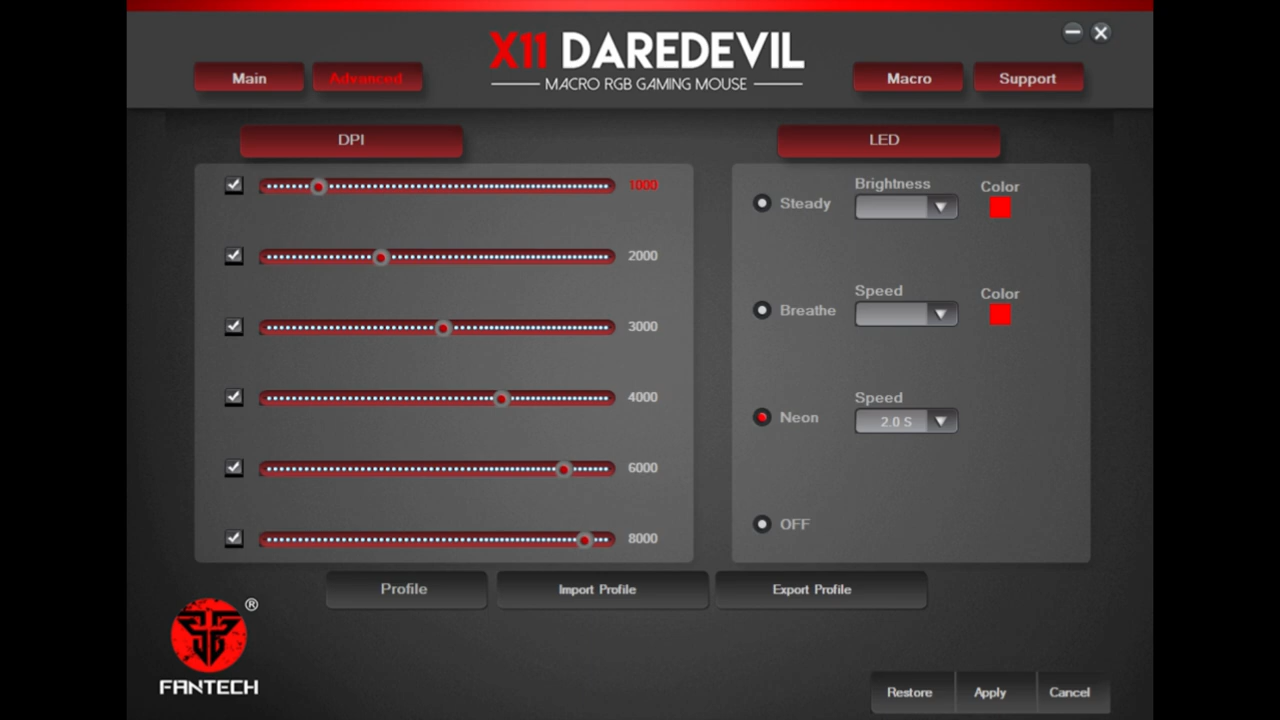 X11 DAREDEVIL
MACRO RGB GAMING MOUSE
Main
Advanced
Macro
Support
DPI
1000
2000
3000
4000
6000
8000
LED
Steady
Brightness
Color
Breathe
Speed
Color
Neon
Speed
2.0 S
OFF
Profile
Import Profile
Export Profile
®
FANTECH
Restore
Apply
Cancel